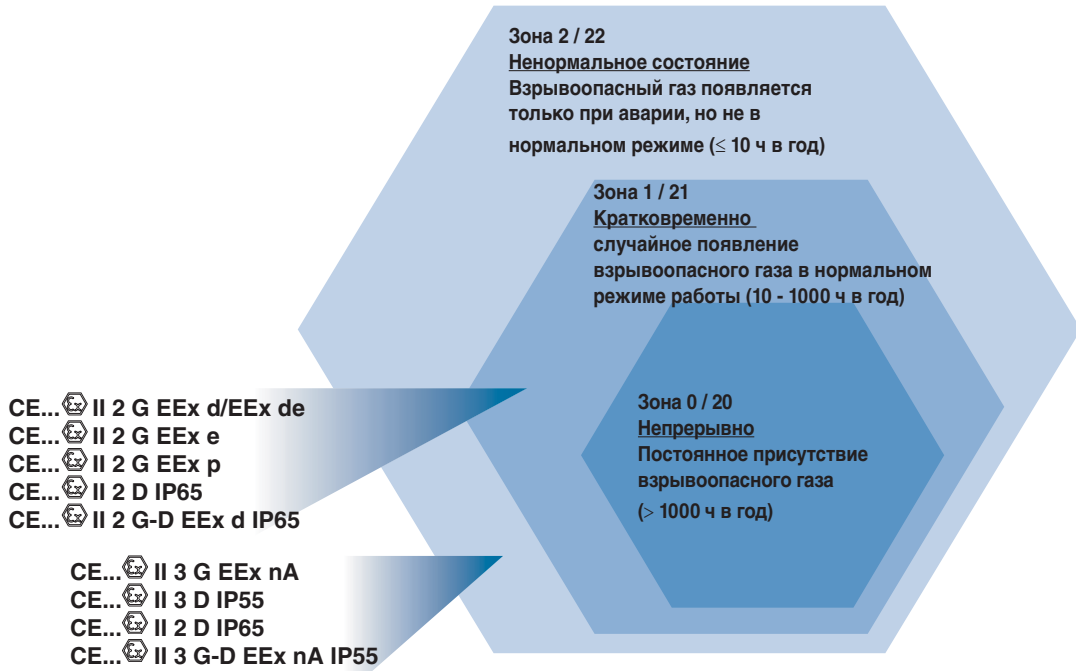 Зона 2 / 22
Ненормальное состояние
Взрывоопасный газ появляется
только при аварии, но не в
нормальном режиме (≤ 10 ч в год)
Зона 1 / 21
Кратковременно
случайное появление
взрывоопасного газа в нормальном
режиме работы (10 - 1000 ч в год)
Зона 0 / 20
Непрерывно
Постоянное присутствие
взрывоопасного газа
(> 1000 ч в год)
CE... Ex II 2 G EEx d/EEx de
CE... Ex II 2 G EEx e
CE... Ex II 2 G EEx p
CE... Ex II 2 D IP65
CE... Ex II 2 G-D EEx d IP65
CE... Ex II 3 G EEx nA
CE... Ex II 3 D IP55
CE... Ex II 2 D IP65
CE... Ex II 3 G-D EEx nA IP55